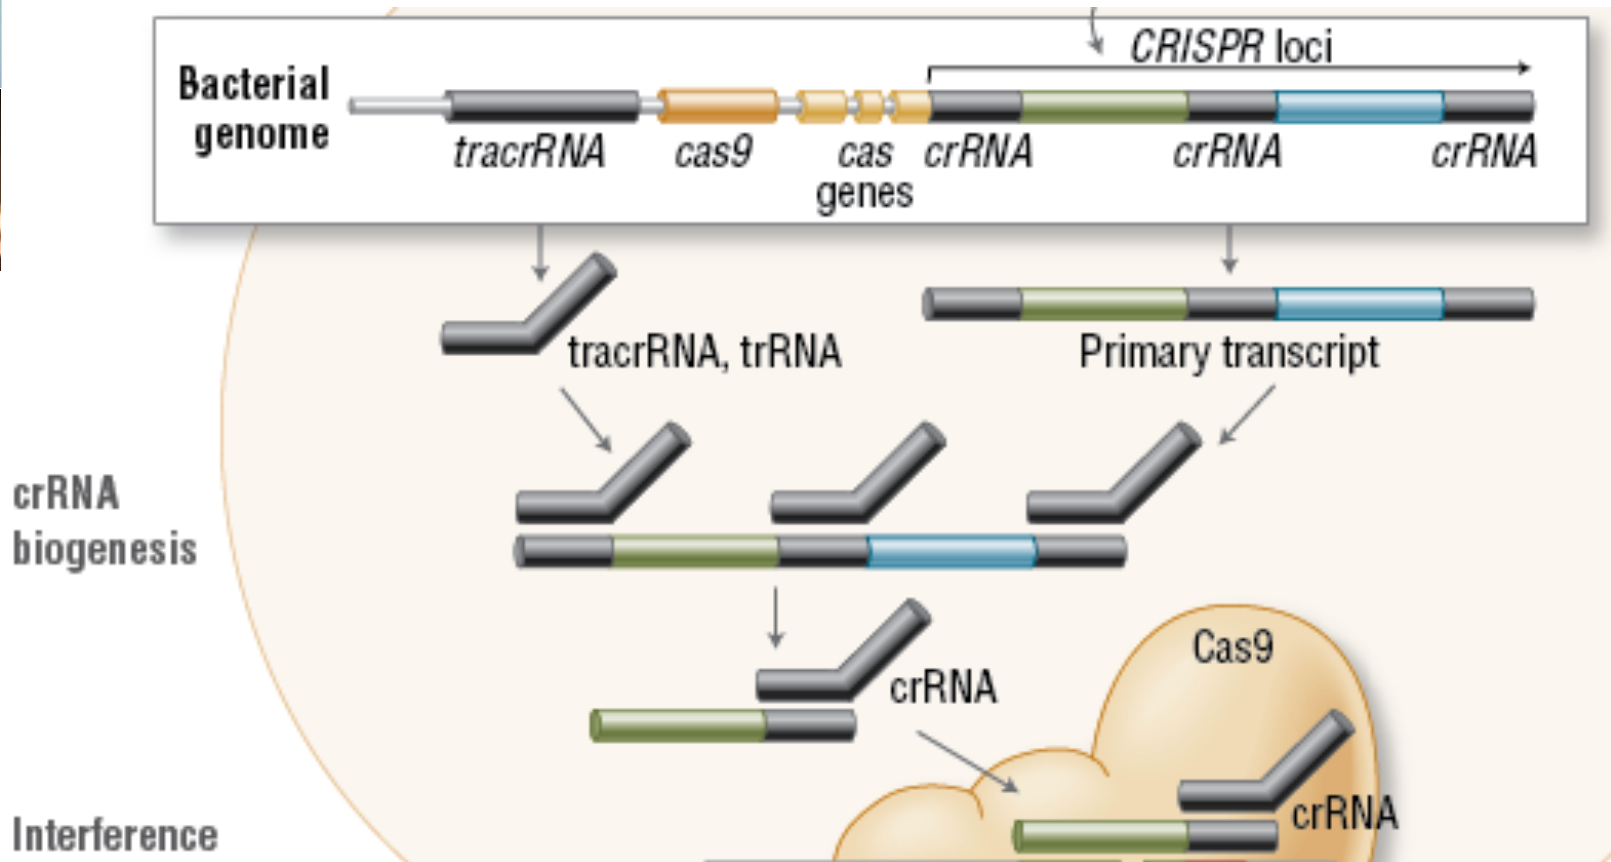 CRISPR loci
Bacterial
genome
tracrRNA
cas9
cas
genes
crRNA
crRNA
crRNA
tracrRNA, trRNA
Primary transcript
crRNA
biogenesis
Cas9
crRNA
crRNA
Interference